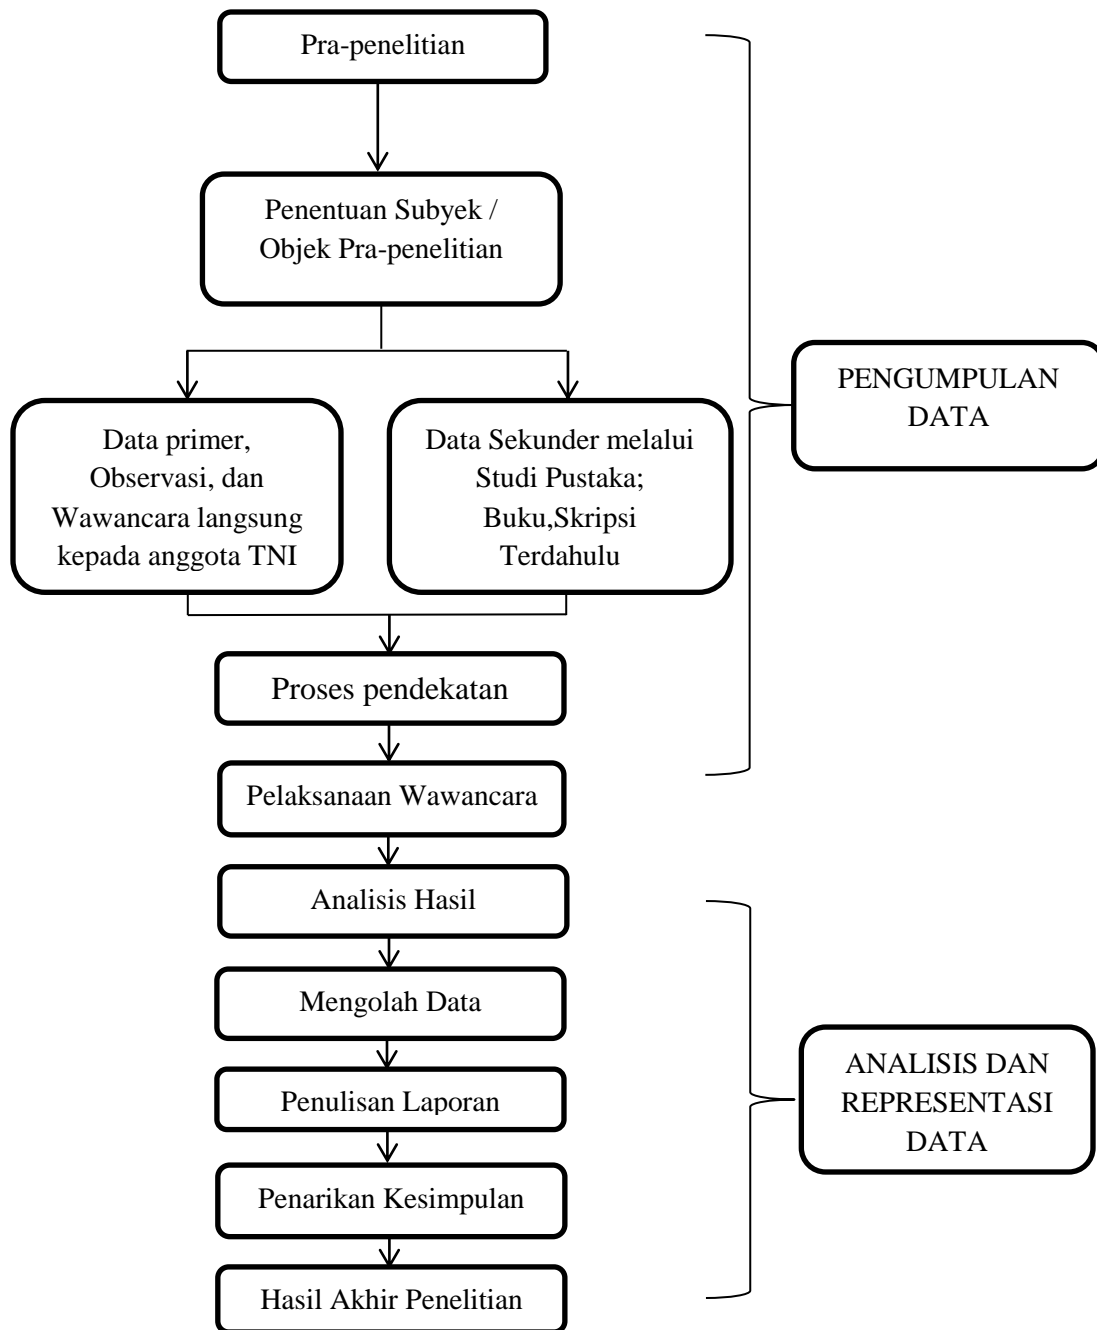 Pra-penelitian
Penentuan Subyek /
Objek Pra-penelitian
Data primer,
Observasi, dan
Wawancara langsung
kepada anggota TNI
Data Sekunder melalui
Studi Pustaka;
Buku,Skripsi
Terdahulu
PENGUMPULAN
DATA
Proses pendekatan
Pelaksanaan Wawancara
Analisis Hasil
Mengolah Data
Penulisan Laporan
Penarikan Kesimpulan
Hasil Akhir Penelitian
ANALISIS DAN
REPRESENTASI
DATA